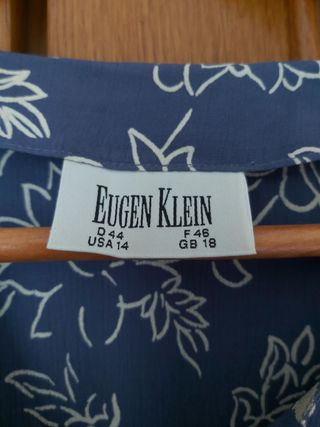 EUGEN KLEIN
D 44 F 46
USA 14 GB 18